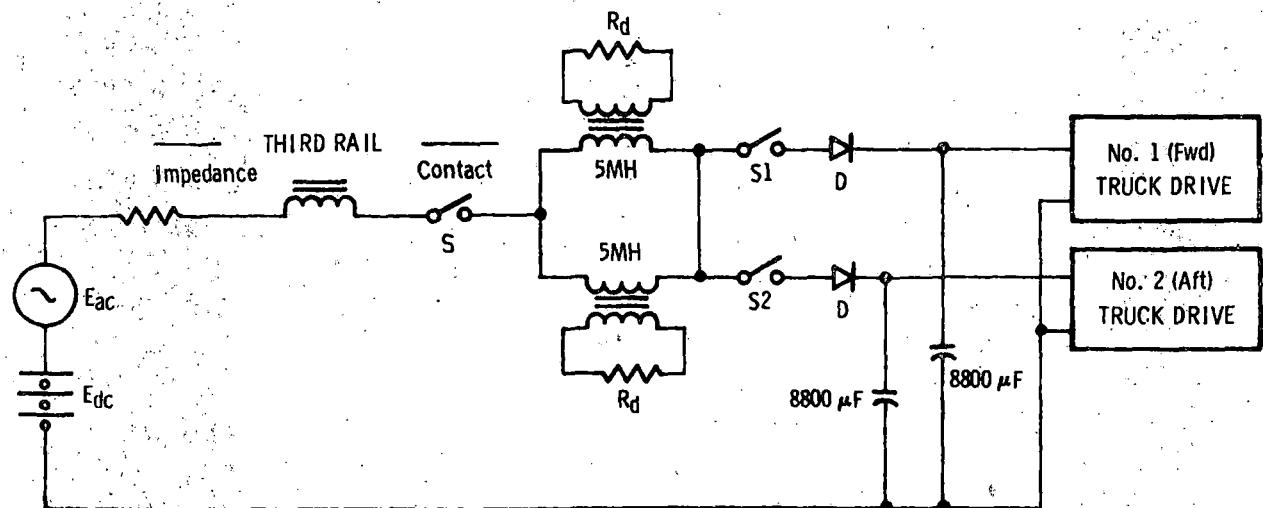 Rd
THIRD RAIL
Impedance
Contact
S
5MH
S1
D
No. 1 (Fwd)
TRUCK DRIVE
5MH
S2
D
No. 2 (Aft)
TRUCK DRIVE
Eac
Edc
Rd
8800 μF
8800 μF